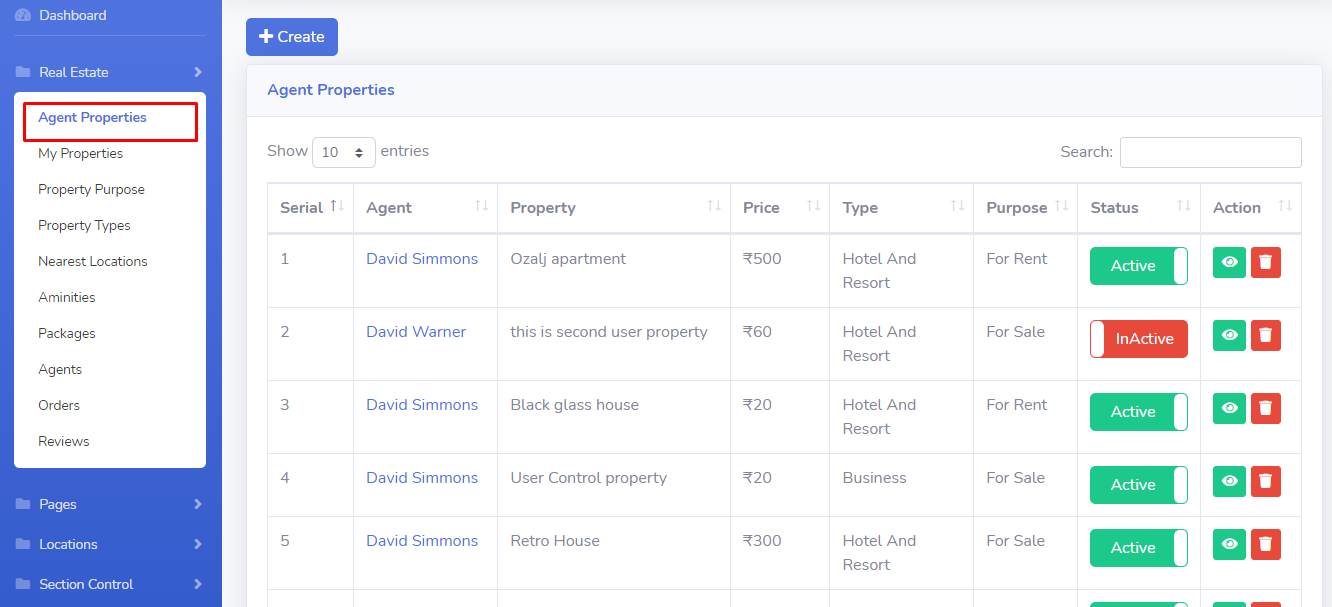 Dashboard
Real Estate
Agent Properties
My Properties
Property Purpose
Property Types
Nearest Locations
Aminities
Packages
Agents
Orders
Reviews
Pages
Locations
Section Control
Create
Agent Properties
Show 10 entries
Search:
Serial Agent Property Price Type Purpose Status Action
1 David Simmons Ozalj apartment ₹500 Hotel And For Rent Active
Resort
2 David Warner this is second user property ₹60 Hotel And For Sale InActive
Resort
3 David Simmons Black glass house ₹20 Hotel And For Rent Active
Resort
4 David Simmons User Control property ₹20 Business For Sale Active
5 David Simmons Retro House ₹300 Hotel And For Sale Active
Resort